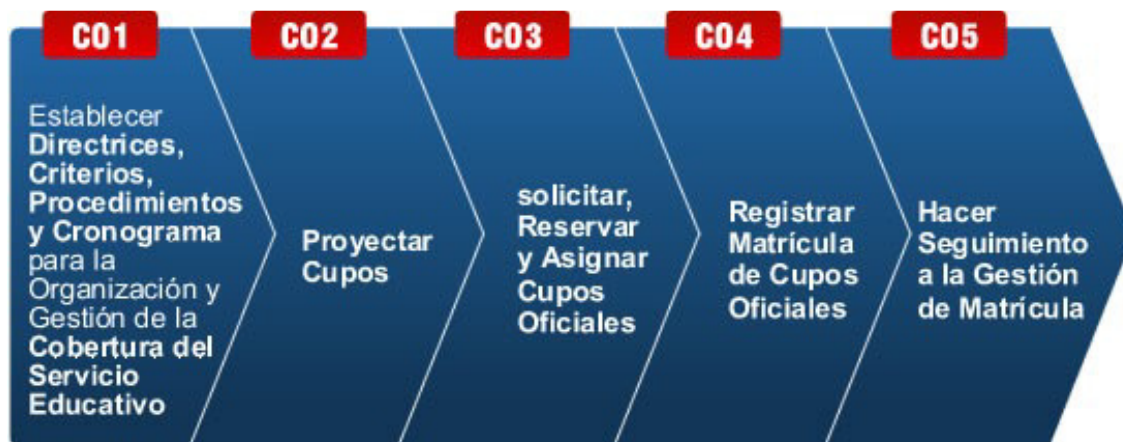 C01
Establecer
Directrices,
Criterios,
Procedimientos
y Cronograma
para la
Organización y
Gestión de la
Cobertura del
Servicio
Educativo
C02
Proyectar
Cupos
C03
solicitar,
Reservar
y Asignar
Cupos
Oficiales
C04
Registrar
Matrícula
de Cupos
Oficiales
C05
Hacer
Seguimiento
a la Gestión
de Matrícula